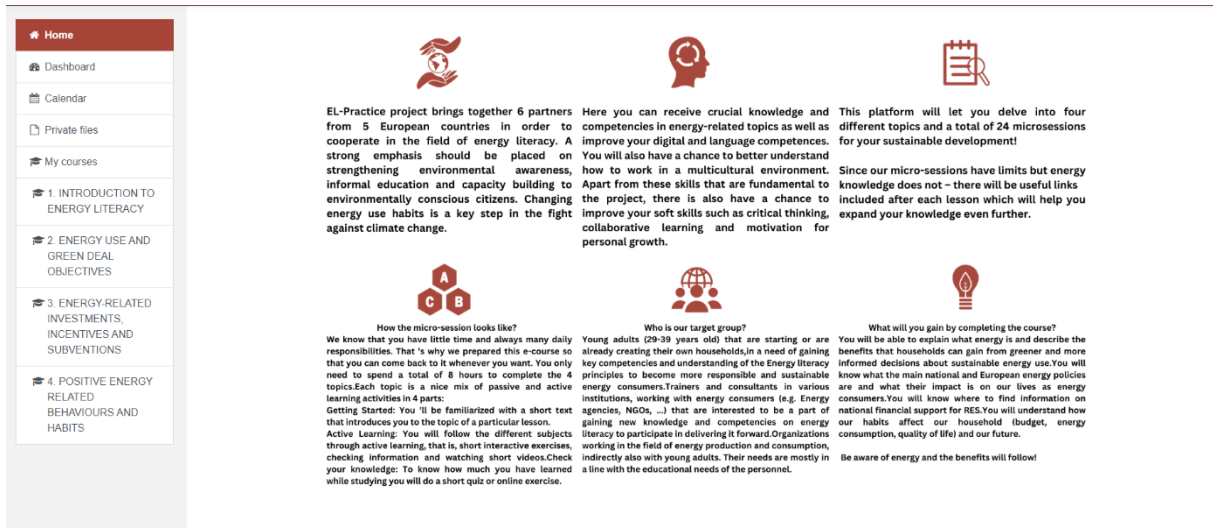 Home
Dashboard
Calendar
Private files
My courses
1. INTRODUCTION TO
ENERGY LITERACY
2. ENERGY USE AND
GREEN DEAL
OBJECTIVES
3. ENERGY-RELATED
INVESTMENTS,
INCENTIVES AND
SUBVENTIONS
4. POSITIVE ENERGY
RELATED
BEHAVIOURS AND
HABITS
EL-Practice project brings together 6 partners
from 5 European countries in order to
cooperate in the field of energy literacy. A
strong emphasis should be placed on
strengthening environmental awareness,
informal education and capacity building to
environmentally conscious citizens. Changing
energy use habits is a key step in the fight
against climate change.
Here you can receive crucial knowledge and
competencies in energy-related topics as well as
improve your digital and language competences.
You will also have a chance to better understand
how to work in a multicultural environment.
Apart from these skills that are fundamental to
the project, there is also have a chance to
improve your soft skills such as critical thinking,
collaborative learning and motivation for
personal growth.
This platform will let you delve into four
different topics and a total of 24 microsessions
for your sustainable development!
Since our micro-sessions have limits but energy
knowledge does not – there will be useful links
included after each lesson which will help you
expand your knowledge even further.
A
C B
How the micro-session looks like?
We know that you have little time and always many daily
responsibilities. That 's why we prepared this e-course so
that you can come back to it whenever you want. You only
need to spend a total of 8 hours to complete the 4
topics.Each topic is a nice mix of passive and active
learning activities in 4 parts:
Getting Started: You 'll be familiarized with a short text
that introduces you to the topic of a particular lesson.
Active Learning: You will follow the different subjects
through active learning, that is, short interactive exercises,
checking information and watching short videos.Check
your knowledge: To know how much you have learned
while studying you will do a short quiz or online exercise.
Who is our target group?
Young adults (29-39 years old) that are starting or are
already creating their own households,in a need of gaining
key competencies and understanding of the Energy literacy
principles to become more responsible and sustainable
energy consumers.Trainers and consultants in various
institutions, working with energy consumers (e.g. Energy
agencies, NGOs, ...) that are interested to be a part of
gaining new knowledge and competencies on energy
literacy to participate in delivering it forward.Organizations
working in the field of energy production and consumption,
indirectly also with young adults. Their needs are mostly in
a line with the educational needs of the personnel.
What will you gain by completing the course?
You will be able to explain what energy is and describe the
benefits that households can gain from greener and more
informed decisions about sustainable energy use.You will
know what the main national and European energy policies
are and what their impact is on our lives as energy
consumers.You will know where to find information on
national financial support for RES.You will understand how
our habits affect our household (budget, energy
consumption, quality of life) and our future.
Be aware of energy and the benefits will follow!